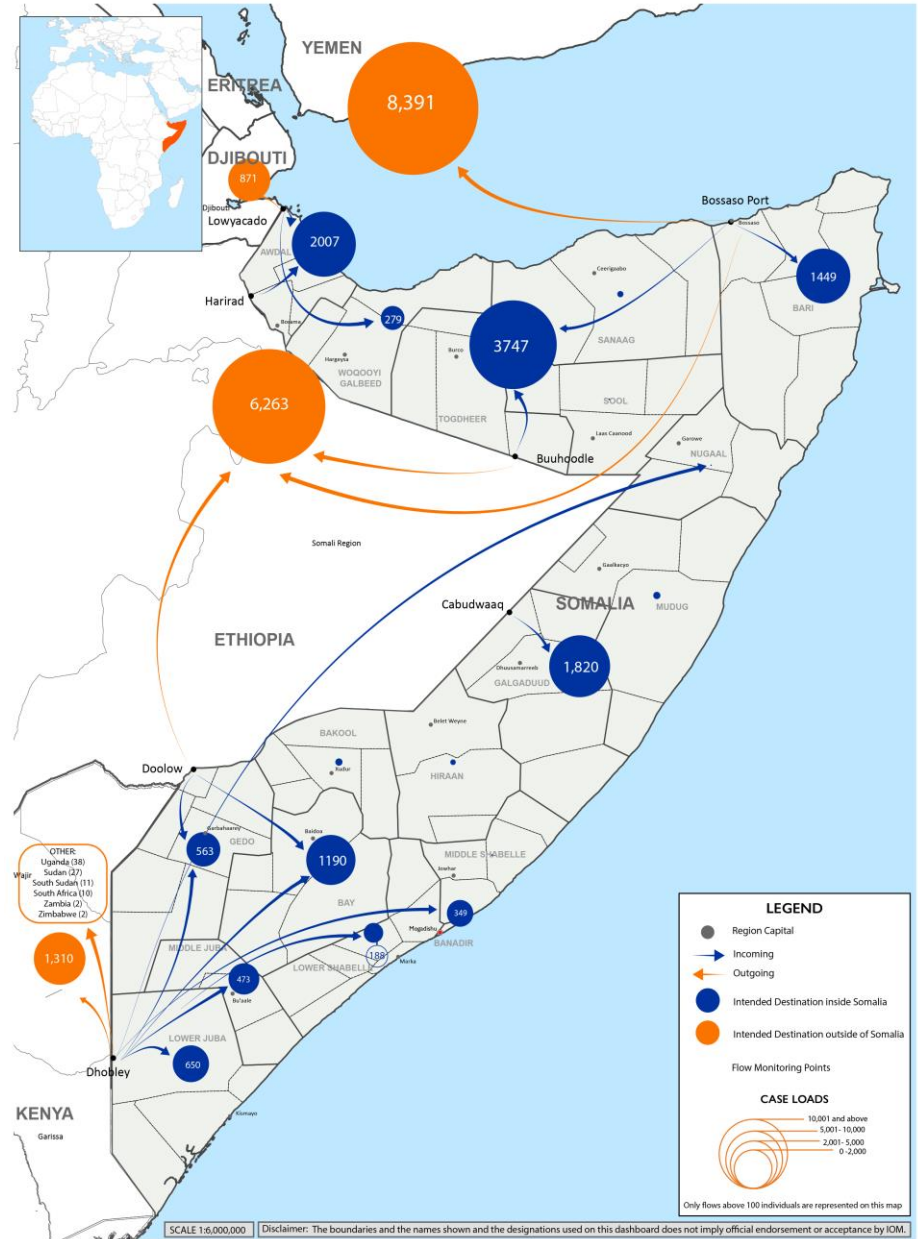 YEMEN
ERITREA
8,391
DJIBOUTI
871
Djibouti
Lowyacado
Bossaso Port
Bossaso
2007
AWDAL
Ceerigaabo
1449
BARI
Harirad
279
Borama
3747
SANAAG
Burco
Hargeysa
WOQOOYI
GALBEED
SOOL
6,263
TOGDHEER
Laas Caanood
Garowe
Buuhoodle
NUGAAL
Somali Region
Gaalkacyo
Cabudwaaq
SOMALIA
MUDUG
ETHIOPIA
Dhuusamarreeb
1,820
GALGADUUD
Belet Weyne
BAKOOL
Doolow
Xudur
HIRAAN
Garbahaarey
Baidoa
563
GEDO
1190
MIDDLE SHABELLE
OTHER:
Uganda (38)
Sudan (27)
South Sudan (11)
South Africa (10)
Zambia (2)
Zimbabwe (2)
Wajir
Jowhar
BAY
349
Mogadishu
BANADIR
MIDDLE JUBA
188
Marka
1,310
LOWER SHABELLE
473
Bu'aale
LOWER JUBA
650
Dhobley
KENYA
Kismayo
Garissa
LEGEND
Region Capital
Incoming
Outgoing
Intended Destination inside Somalia
Intended Destination outside of Somalia
Flow Monitoring Points
CASE LOADS
10,001 and above
5,001- 10,000
2,001- 5,000
0 -2,000
Only flows above 100 individuals are represented on this map
SCALE 1:6,000,000
Disclaimer: The boundaries and the names shown and the designations used on this dashboard does not imply official endorsement or acceptance by IOM.